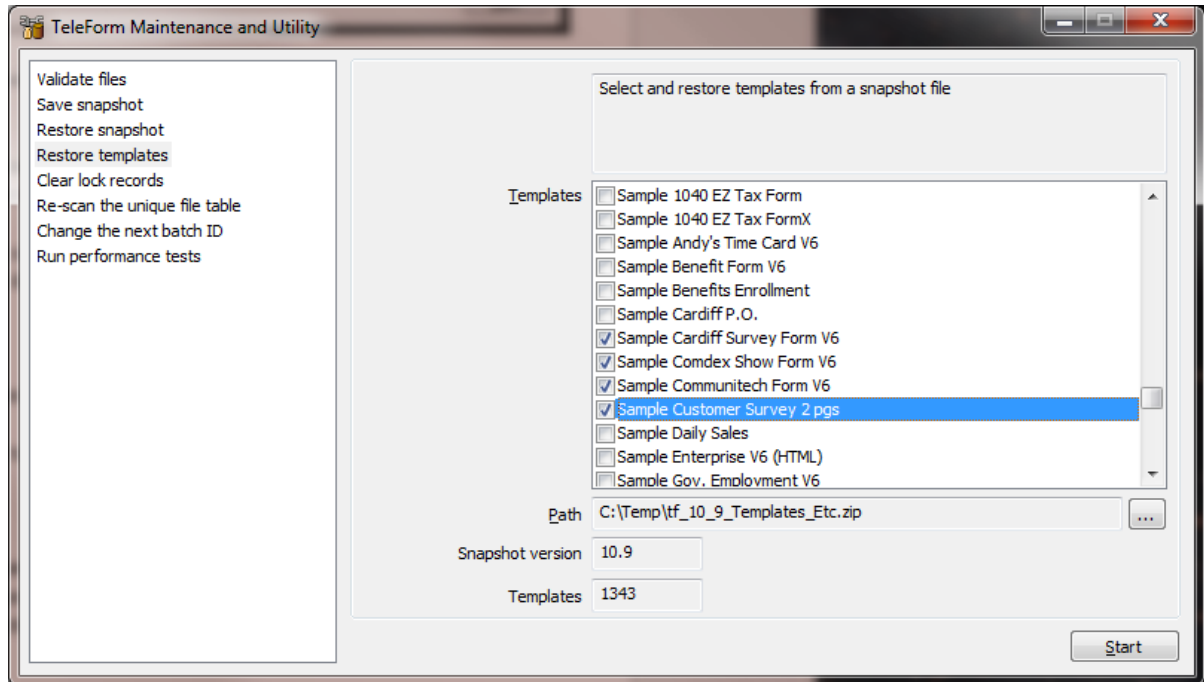 TeleForm Maintenance and Utility
Validate files
Save snapshot
Restore snapshot
Restore templates
Clear lock records
Re-scan the unique file table
Change the next batch ID
Run performance tests
Select and restore templates from a snapshot file
Templates
Sample 1040 EZ Tax Form
Sample 1040 EZ Tax FormX
Sample Andy's Time Card V6
Sample Benefit Form V6
Sample Benefits Enrollment
Sample Cardiff P.O.
Sample Cardiff Survey Form V6
Sample Comdex Show Form V6
Sample Communitech Form V6
Sample Customer Survey 2 pgs
Sample Daily Sales
Sample Enterprise V6 (HTML)
Sample Gov. Employment V6
Path C:\Temp\tf_10_9_Templates_Etc.zip ...
Snapshot version 10.9
Templates 1343
Start